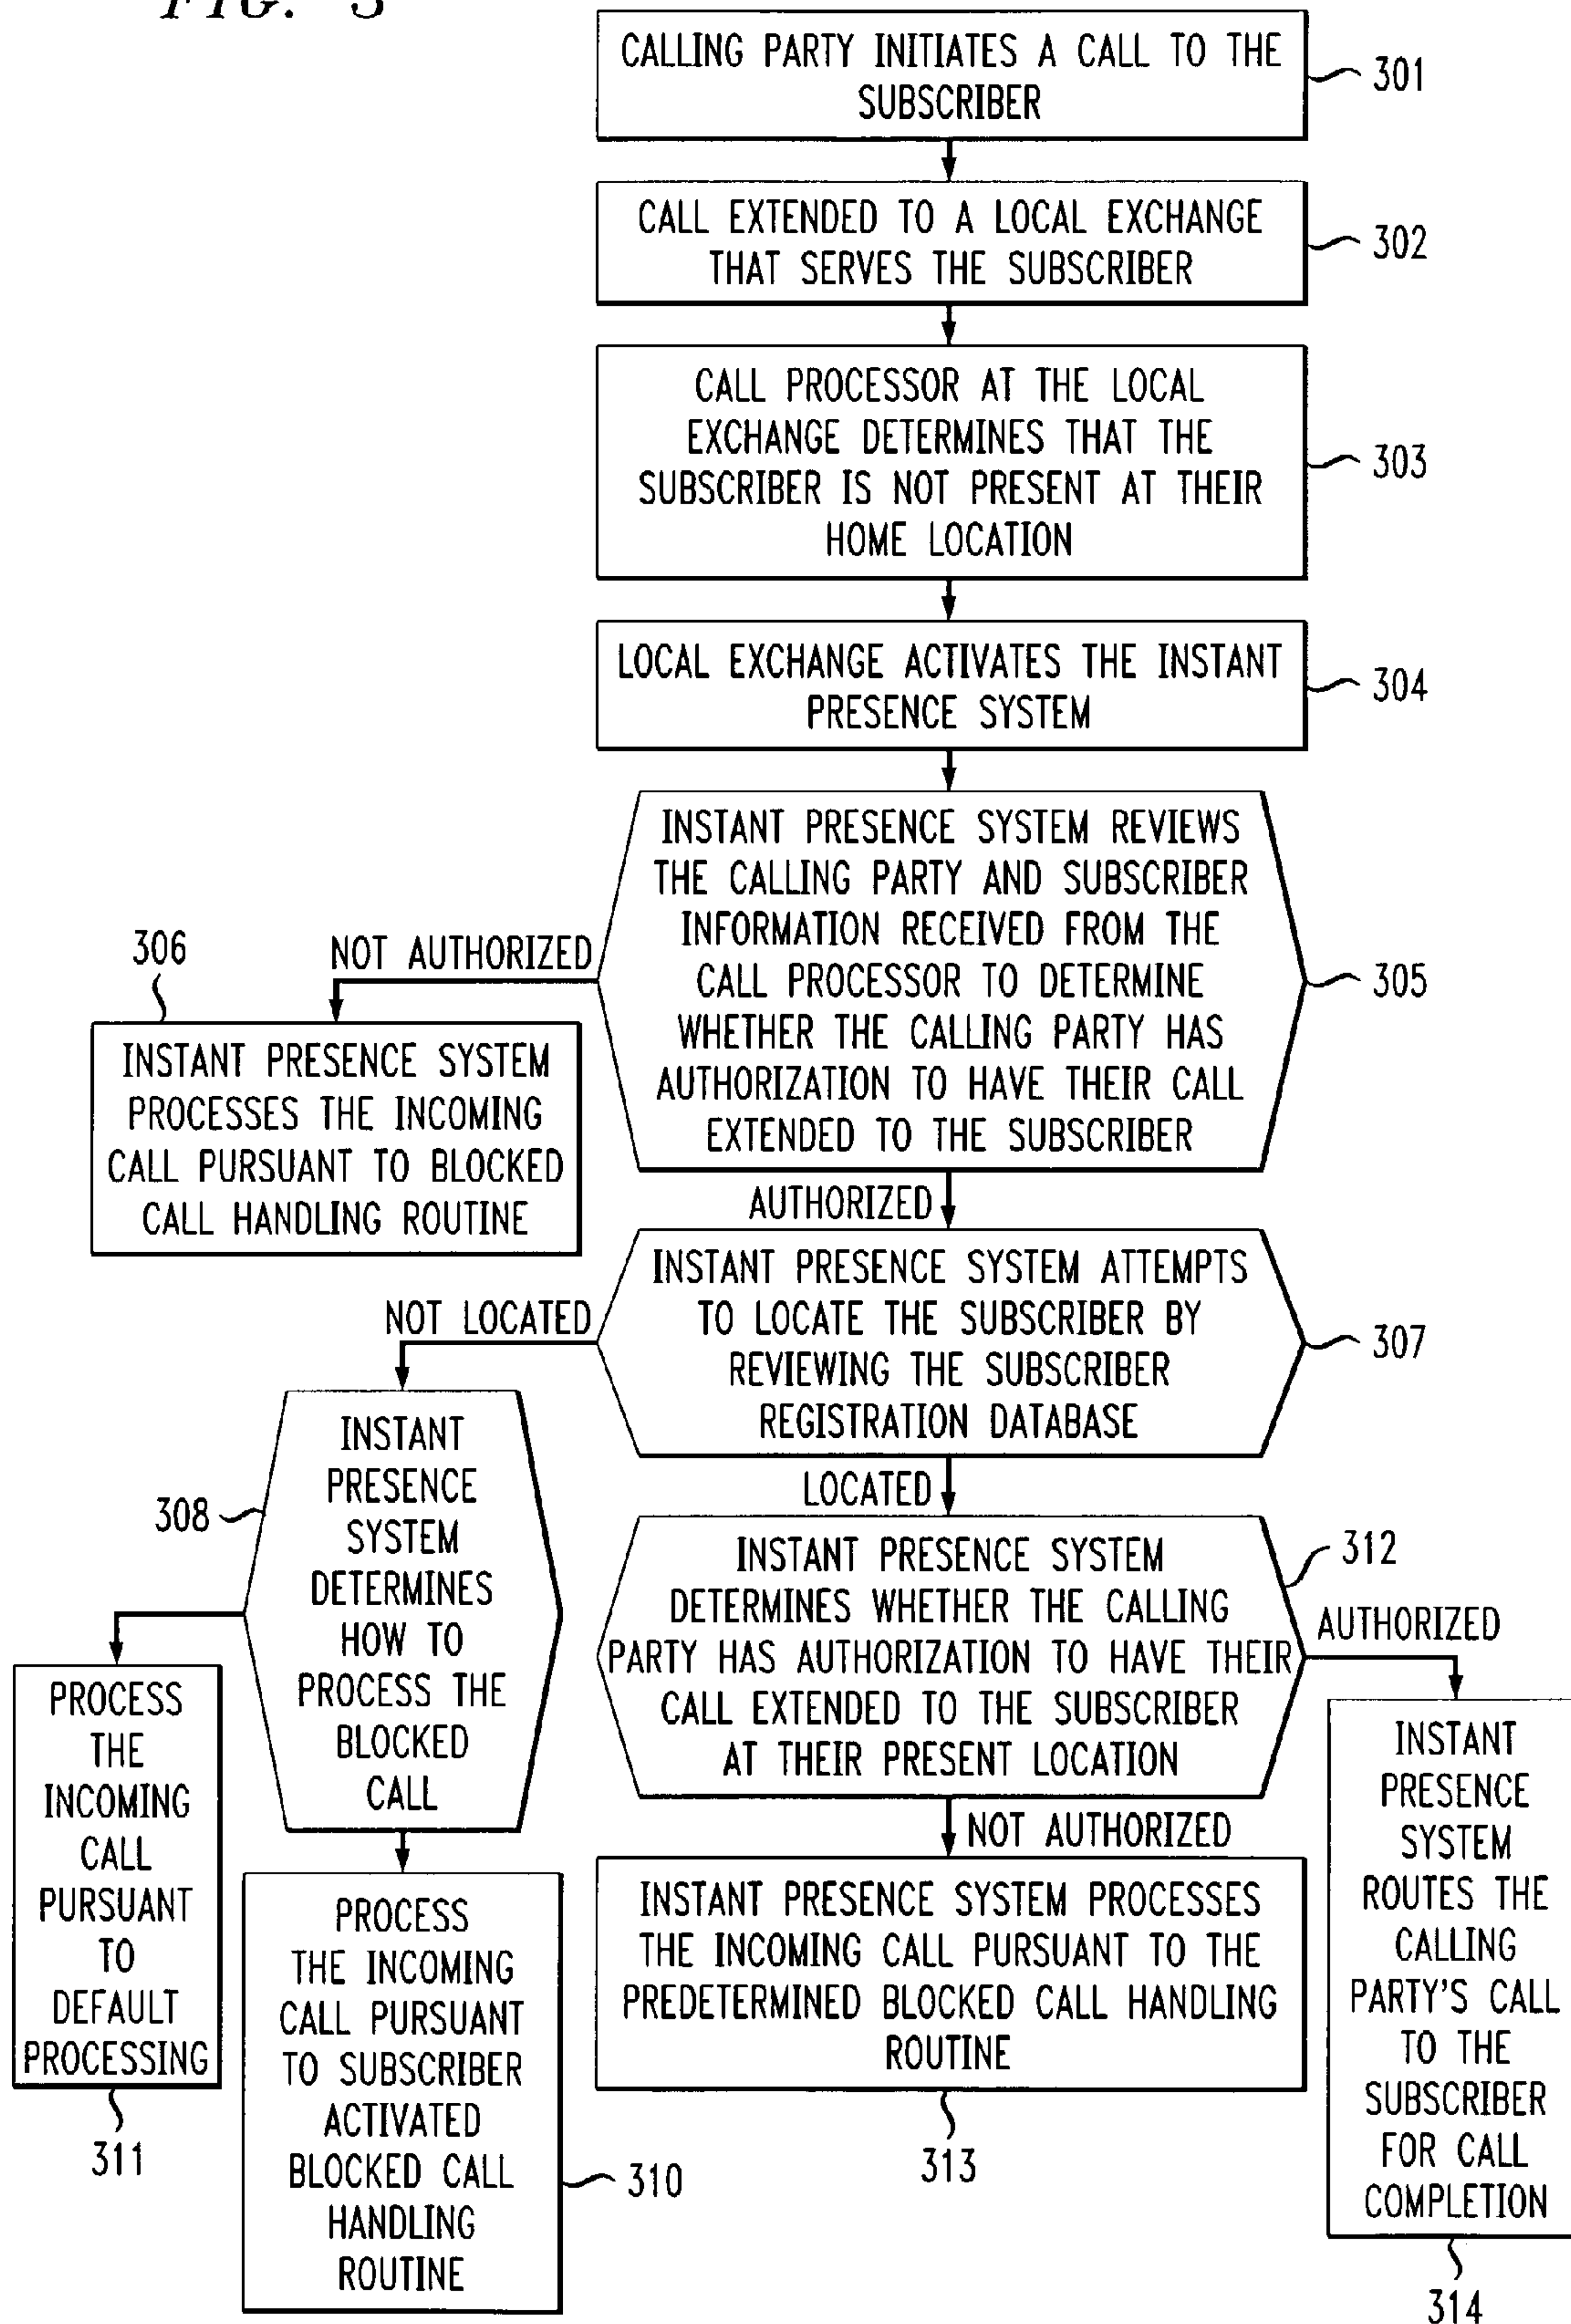 FIG. 3
CALLING PARTY INITIATES A CALL TO THE
SUBSCRIBER
301
CALL EXTENDED TO A LOCAL EXCHANGE
THAT SERVES THE SUBSCRIBER
302
CALL PROCESSOR AT THE LOCAL
EXCHANGE DETERMINES THAT THE
SUBSCRIBER IS NOT PRESENT AT THEIR
HOME LOCATION
303
LOCAL EXCHANGE ACTIVATES THE INSTANT
PRESENCE SYSTEM
304
INSTANT PRESENCE SYSTEM REVIEWS
THE CALLING PARTY AND SUBSCRIBER
INFORMATION RECEIVED FROM THE
CALL PROCESSOR TO DETERMINE
WHETHER THE CALLING PARTY HAS
AUTHORIZATION TO HAVE THEIR CALL
EXTENDED TO THE SUBSCRIBER
305
NOT AUTHORIZED
306
INSTANT PRESENCE SYSTEM
PROCESSES THE INCOMING
CALL PURSUANT TO BLOCKED
CALL HANDLING ROUTINE
AUTHORIZED
INSTANT PRESENCE SYSTEM ATTEMPTS
TO LOCATE THE SUBSCRIBER BY
REVIEWING THE SUBSCRIBER
REGISTRATION DATABASE
307
NOT LOCATED
308
INSTANT
PRESENCE
SYSTEM
DETERMINES
HOW TO
PROCESS THE
BLOCKED
CALL
LOCATED
INSTANT PRESENCE SYSTEM
DETERMINES WHETHER THE CALLING
PARTY HAS AUTHORIZATION TO HAVE THEIR
CALL EXTENDED TO THE SUBSCRIBER
AT THEIR PRESENT LOCATION
312
AUTHORIZED
PROCESS
THE
INCOMING
CALL
PURSUANT
TO
DEFAULT
PROCESSING
311
PROCESS
THE INCOMING
CALL PURSUANT
TO SUBSCRIBER
ACTIVATED
BLOCKED CALL
HANDLING
ROUTINE
310
NOT AUTHORIZED
INSTANT PRESENCE SYSTEM PROCESSES
THE INCOMING CALL PURSUANT TO THE
PREDETERMINED BLOCKED CALL HANDLING
ROUTINE
313
INSTANT
PRESENCE
SYSTEM
ROUTES THE
CALLING
PARTY'S CALL
TO THE
SUBSCRIBER
FOR CALL
COMPLETION
314